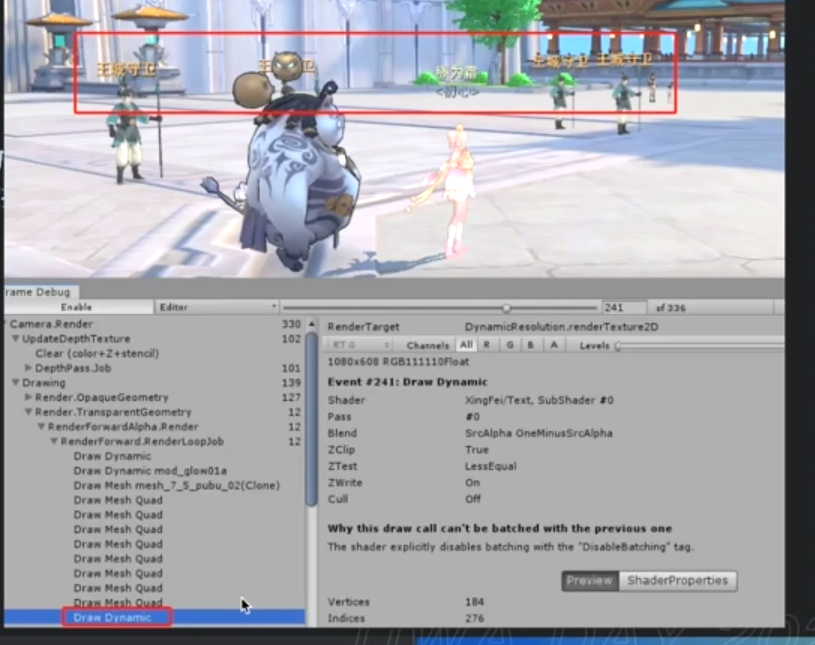 王城守卫
王
卫
<初心>
王城守卫
王城守卫
rame Debug
Enable
Editor
241
of 336
Camera.Render 330
UpdateDepthTexture 102
Clear (color+Z+stencil)
DepthPass.Job 101
Drawing 139
Render.OpaqueGeometry 127
Render.TransparentGeometry 12
RenderForwardAlpha.Render 12
RenderForward.RenderLoopJob 12
Draw Dynamic
Draw Dynamic mod_glow01a
Draw Mesh mesh_7_5_pubu_02(Clone)
Draw Mesh Quad
Draw Mesh Quad
Draw Mesh Quad
Draw Mesh Quad
Draw Mesh Quad
Draw Mesh Quad
Draw Mesh Quad
Draw Mesh Quad
Draw Dynamic
RenderTarget DynamicResolution.renderTexture2D
RT 0 Channels All R G B A Levels
1080x608 RGB111110Float
Event #241: Draw Dynamic
Shader XingFei/Text, SubShader #0
Pass #0
Blend SrcAlpha OneMinusSrcAlpha
ZClip True
ZTest LessEqual
ZWrite On
Cull Off
Why this draw call can't be batched with the previous one
The shader explicitly disables batching with the "DisableBatching" tag.
Preview ShaderProperties
Vertices 184
Indices 276